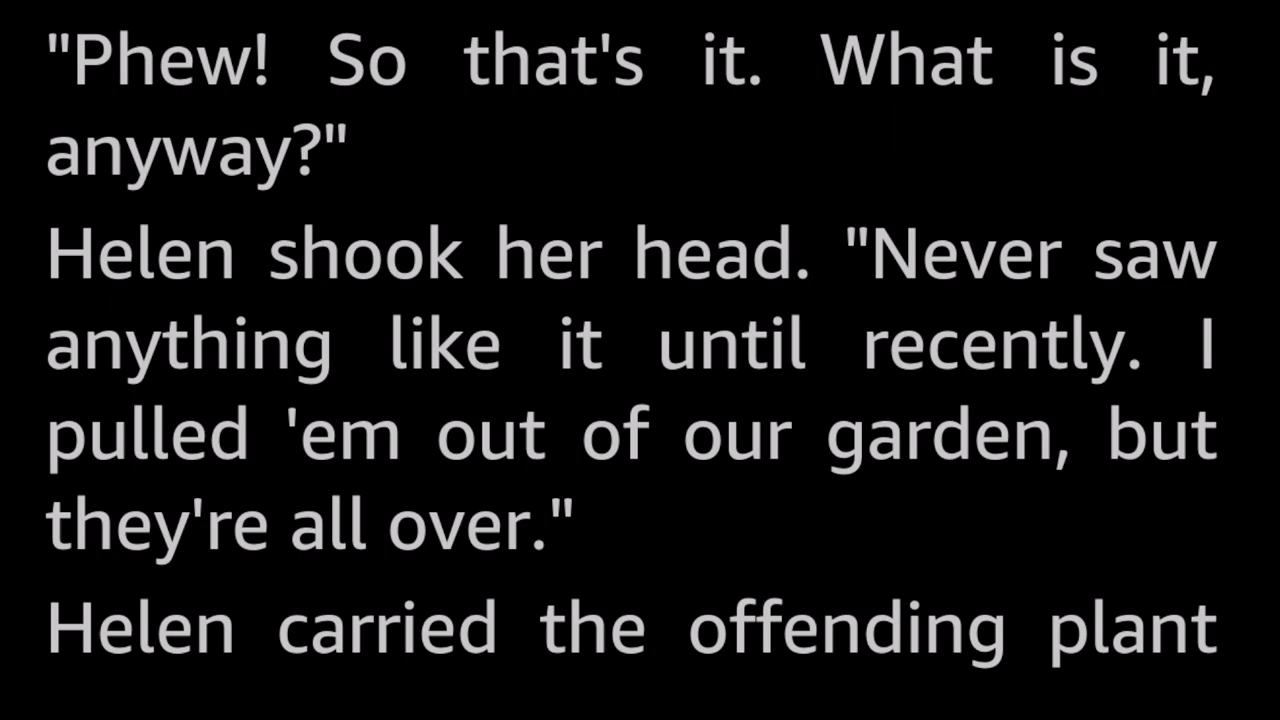 "Phew! So that's it. What is it,
anyway?"
Helen shook her head. "Never saw
anything like it until recently. I
pulled 'em out of our garden, but
they're all over."
Helen carried the offending plant